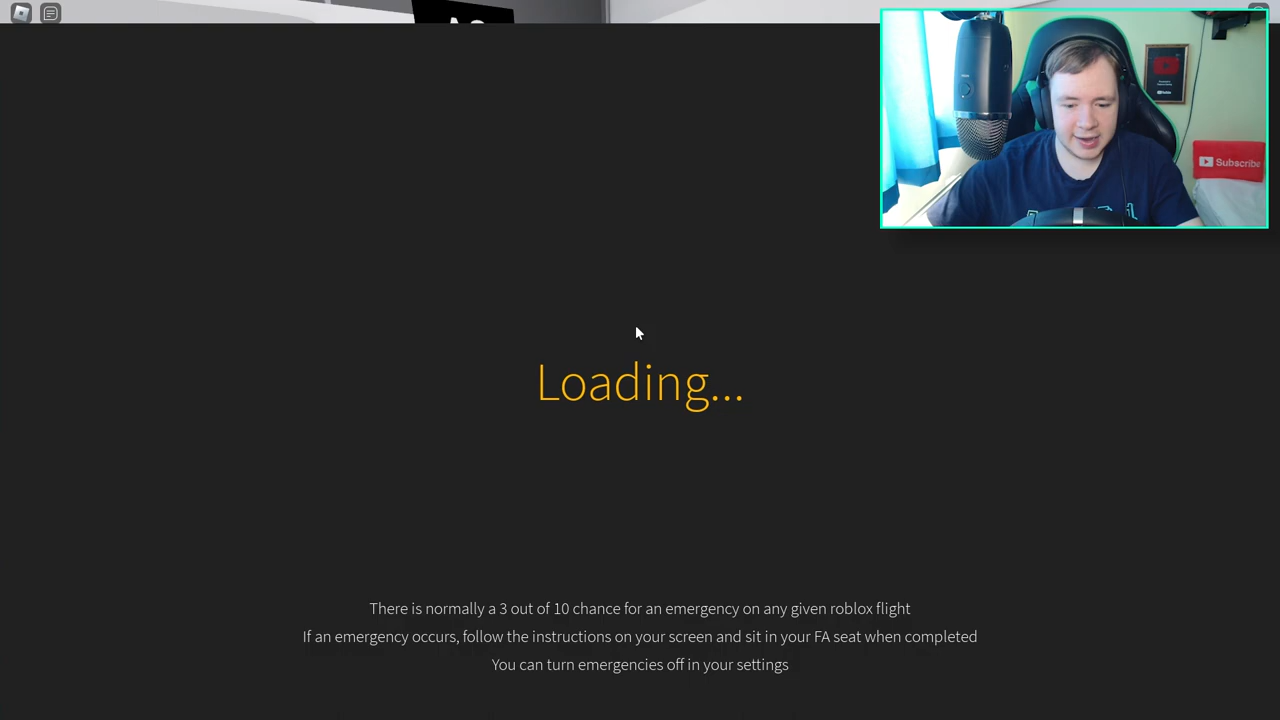 Subscribe
Loading...
There is normally a 3 out of 10 chance for an emergency on any given roblox flight
If an emergency occurs, follow the instructions on your screen and sit in your FA seat when completed
You can turn emergencies off in your settings